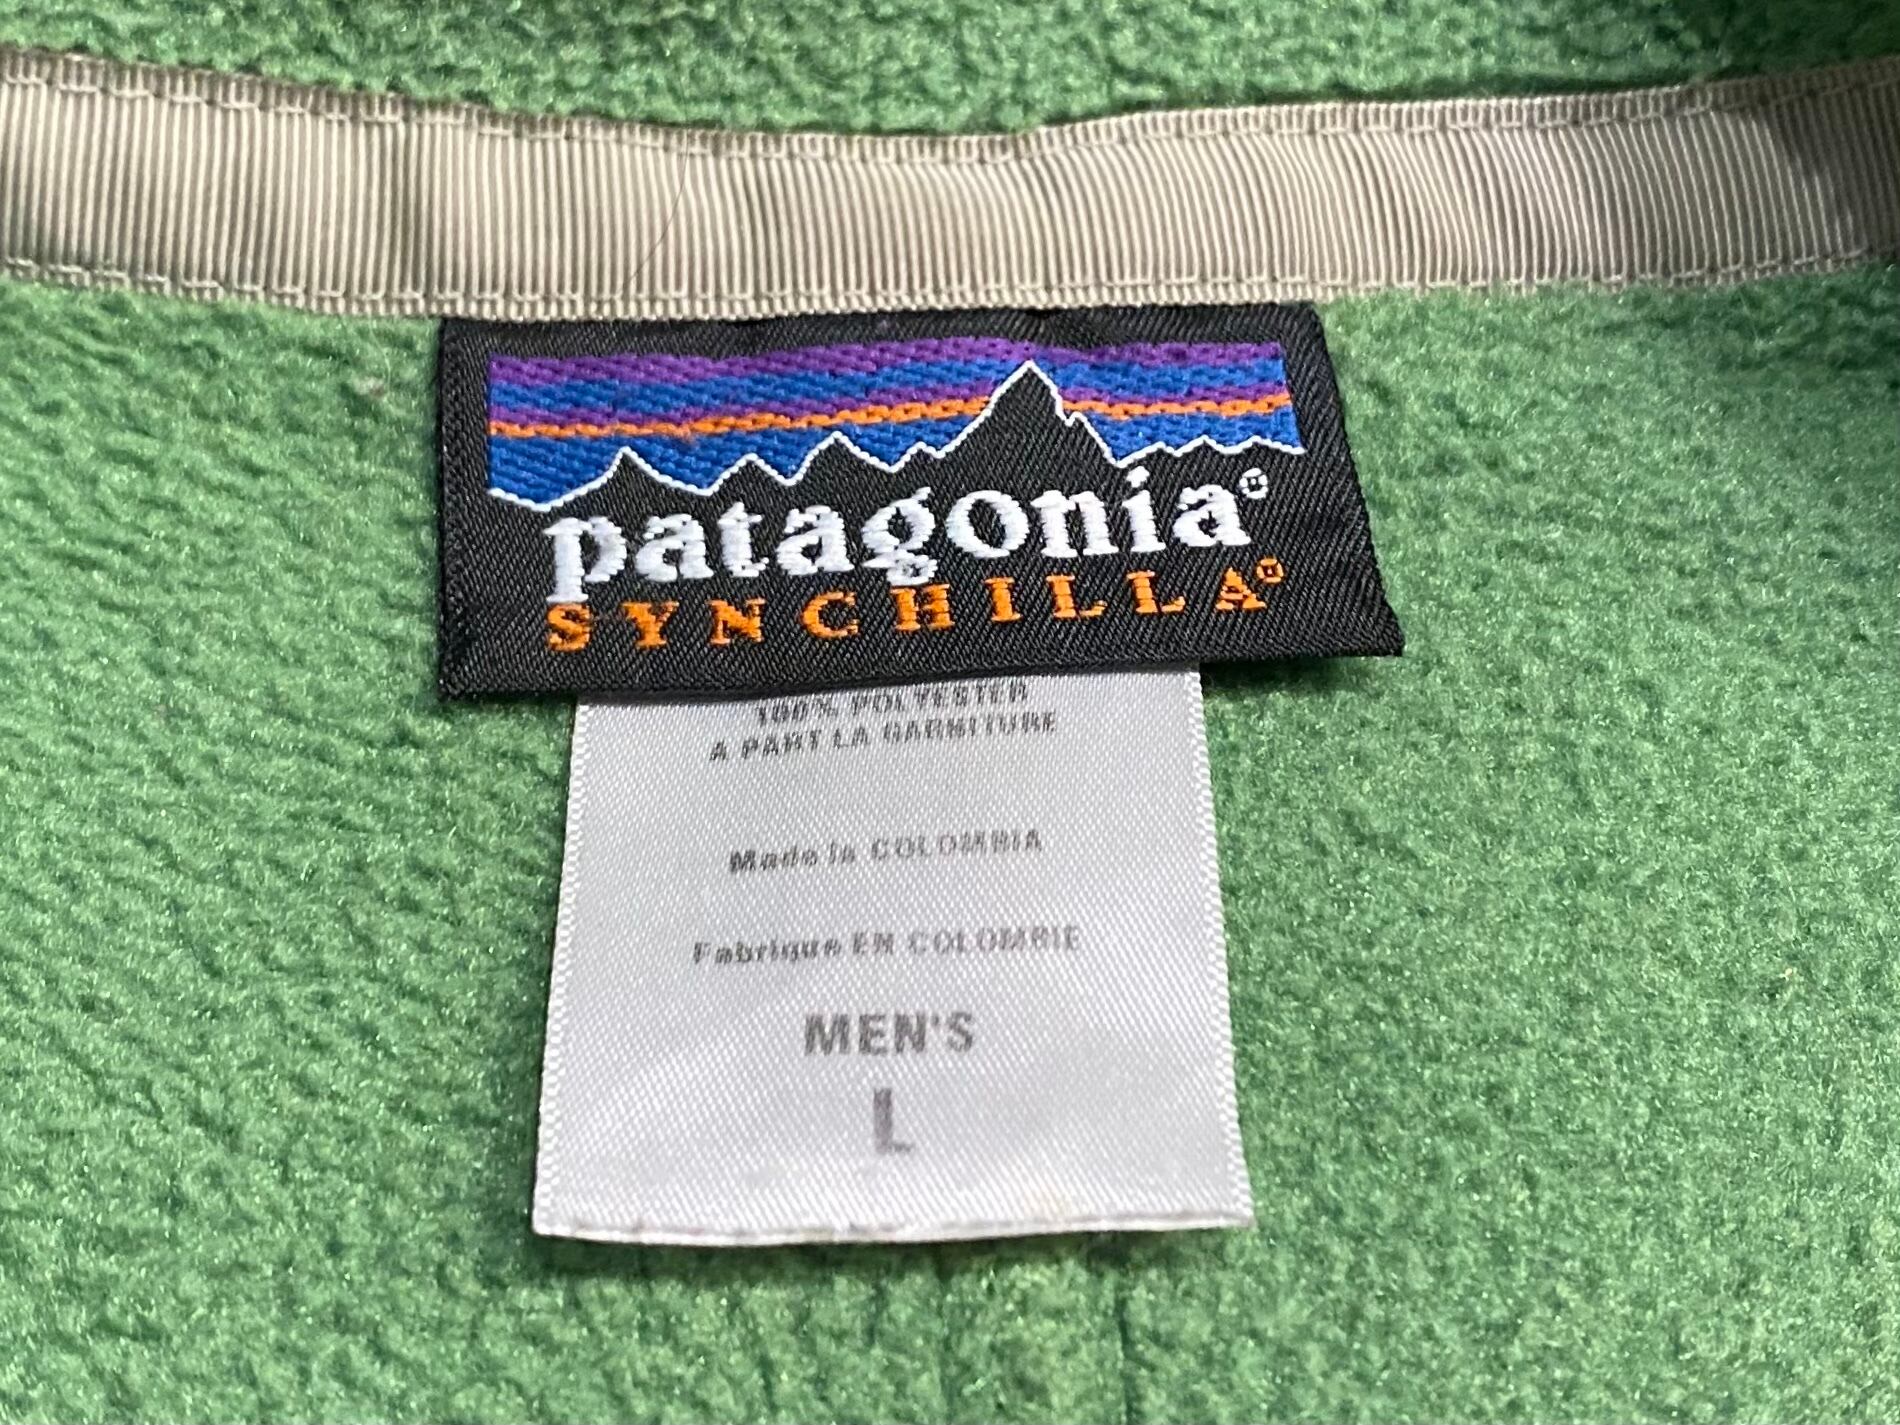 patagonia®
SYNCHILLA®
100% POLYESTER
A PART LA GARNITURE
Made in COLOMBIA
Fabrique EN COLOMBIE
MEN'S
L